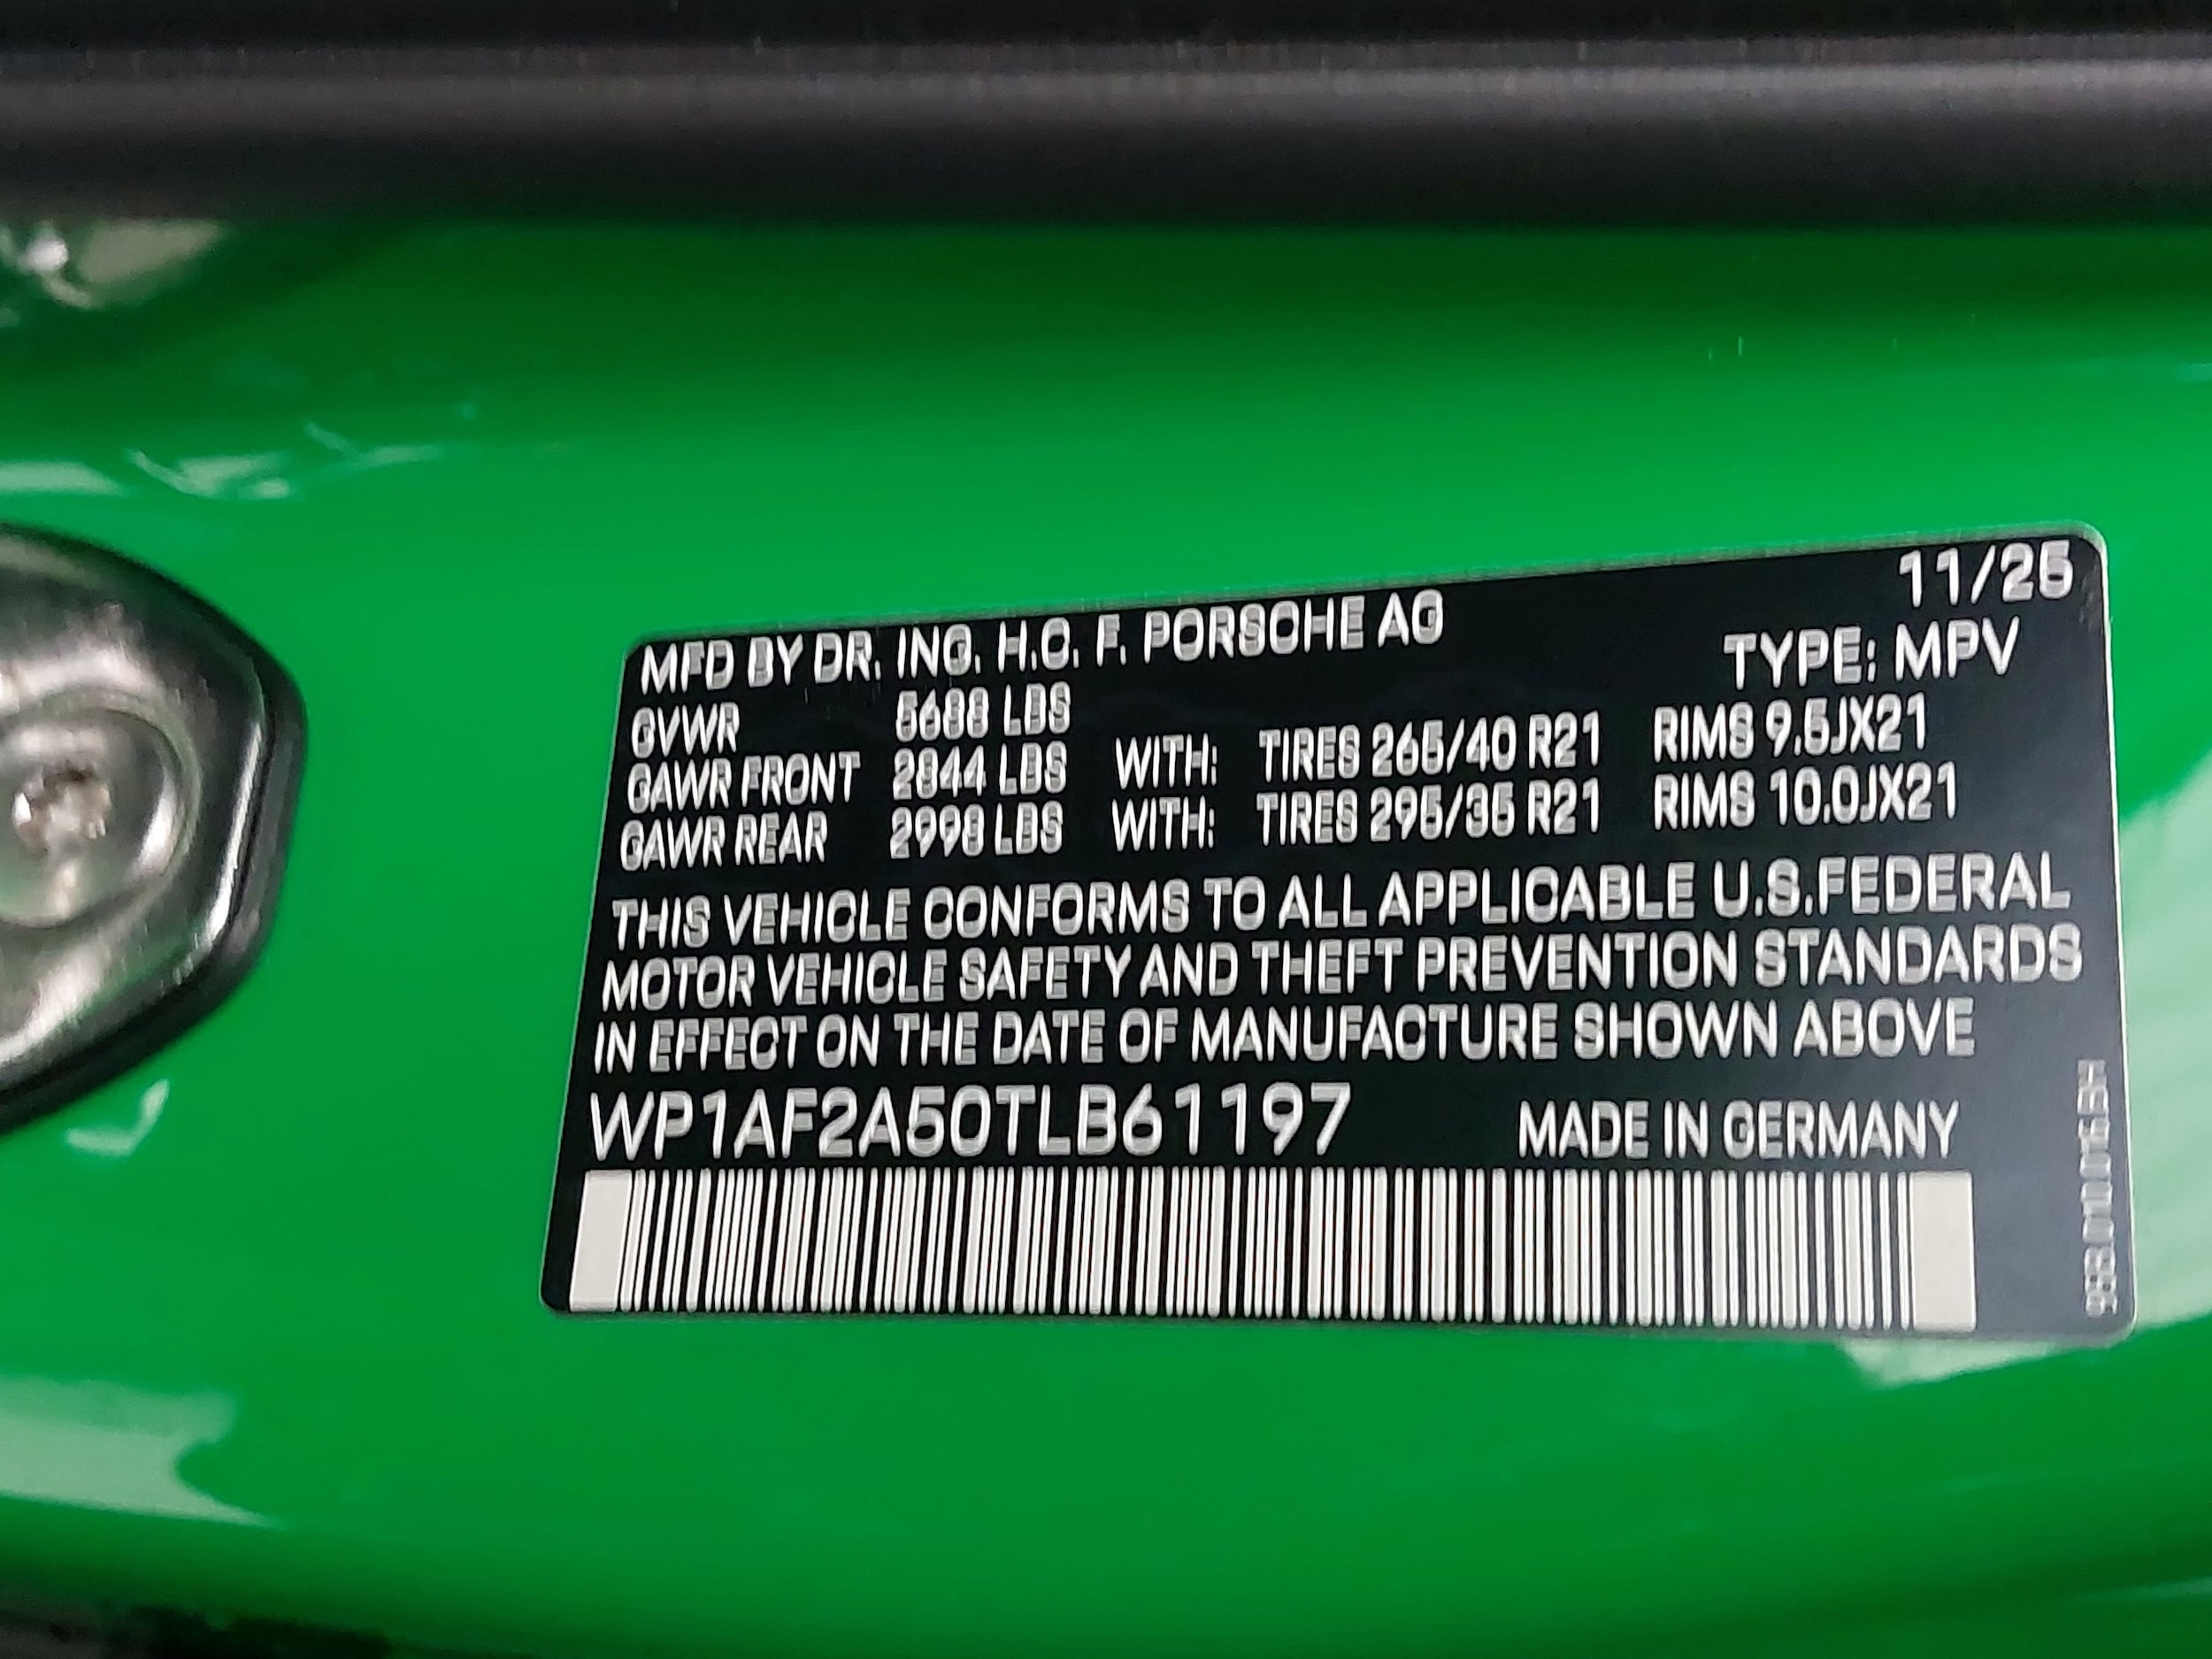 11/25
MFD BY DR. ING. H.C. F. PORSCHE AG
TYPE: MPV
GVWR 5688 LBS
GAWR FRONT 2844 LBS WITH: TIRES 265/40 R21 RIMS 9.5JX21
GAWR REAR 2998 LBS WITH: TIRES 295/35 R21 RIMS 10.0JX21
THIS VEHICLE CONFORMS TO ALL APPLICABLE U.S.FEDERAL
MOTOR VEHICLE SAFETY AND THEFT PREVENTION STANDARDS
IN EFFECT ON THE DATE OF MANUFACTURE SHOWN ABOVE
WP1AF2A50TLB61197 MADE IN GERMANY